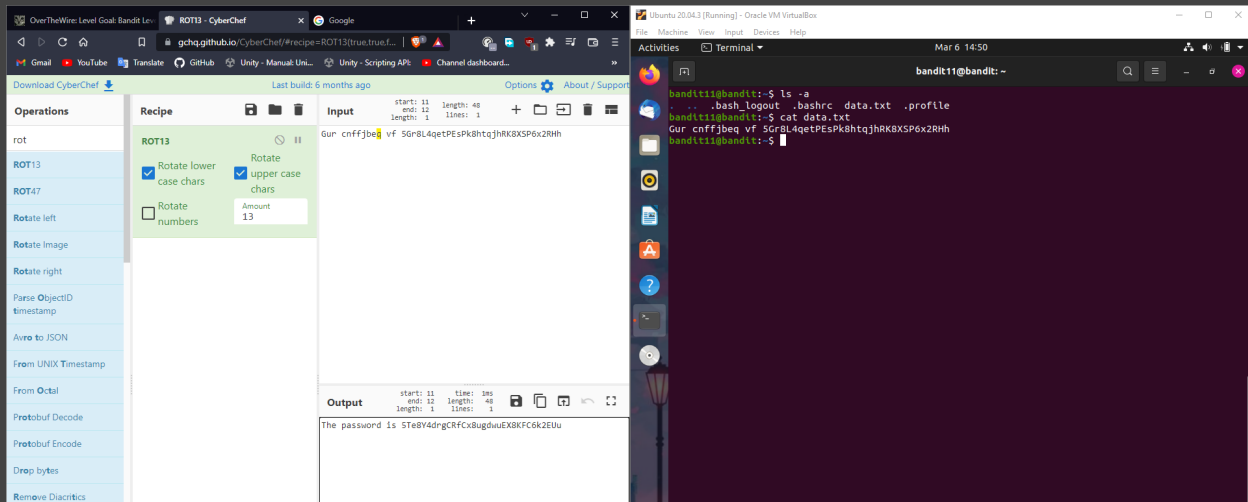 OverTheWire: Level Goal: Bandit Lev
ROT13 - CyberChef
Google
gchq.github.io/CyberChef/#recipe=ROT13(true,true,f...
Gmail YouTube Translate GitHub Unity - Manual: Uni... Unity - Scripting API: Channel dashboard...
Download CyberChef
Last build: 6 months ago
Options
About / Support
Operations
rot
ROT13
ROT47
Rotate left
Rotate Image
Rotate right
Parse ObjectID
timestamp
Avro to JSON
From UNIX Timestamp
From Octal
Protobuf Decode
Protobuf Encode
Drop bytes
Remove Diacritics
Recipe
ROT13
Rotate lower
case chars
Rotate
upper case
chars
Rotate
numbers
Amount
13
Input
start: 11
end: 12
length: 1
length: 48
lines: 1
Gur cnffjbeq vf 5Gr8L4qetPEsPk8htqjhRK8XSP6x2RHh
Output
start: 11
end: 12
length: 1
time: 1ms
length: 48
lines: 1
The password is 5Te8Y4drgCRfCx8ugdwuEX8KFC6k2EUu
Ubuntu 20.04.3 [Running] - Oracle VM VirtualBox
File Machine View Input Devices Help
Activities
Terminal
Mar 6 14:50
bandit11@bandit: ~
bandit11@bandit:~$ ls -a
. .. .bash_logout .bashrc data.txt .profile
bandit11@bandit:~$ cat data.txt
Gur cnffjbeq vf 5Gr8L4qetPEsPk8htqjhRK8XSP6x2RHh
bandit11@bandit:~$